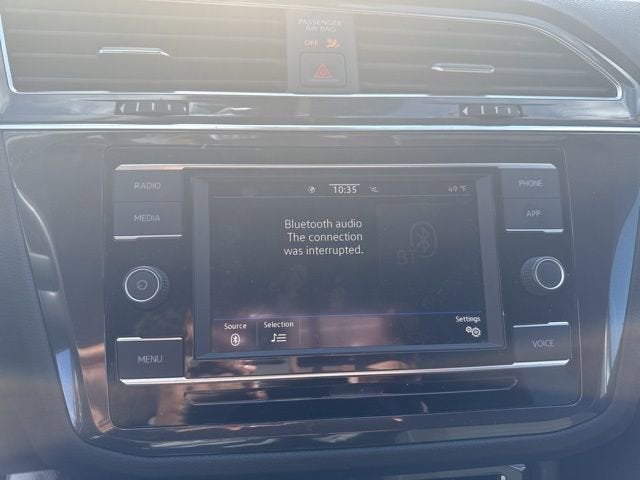 PASSENGER
AIR BAG
OFF
RADIO
MEDIA
MENU
10:35
49 °F
Bluetooth audio
The connection
was interrupted.
BT
Source
Selection
Settings
PHONE
APP
VOICE